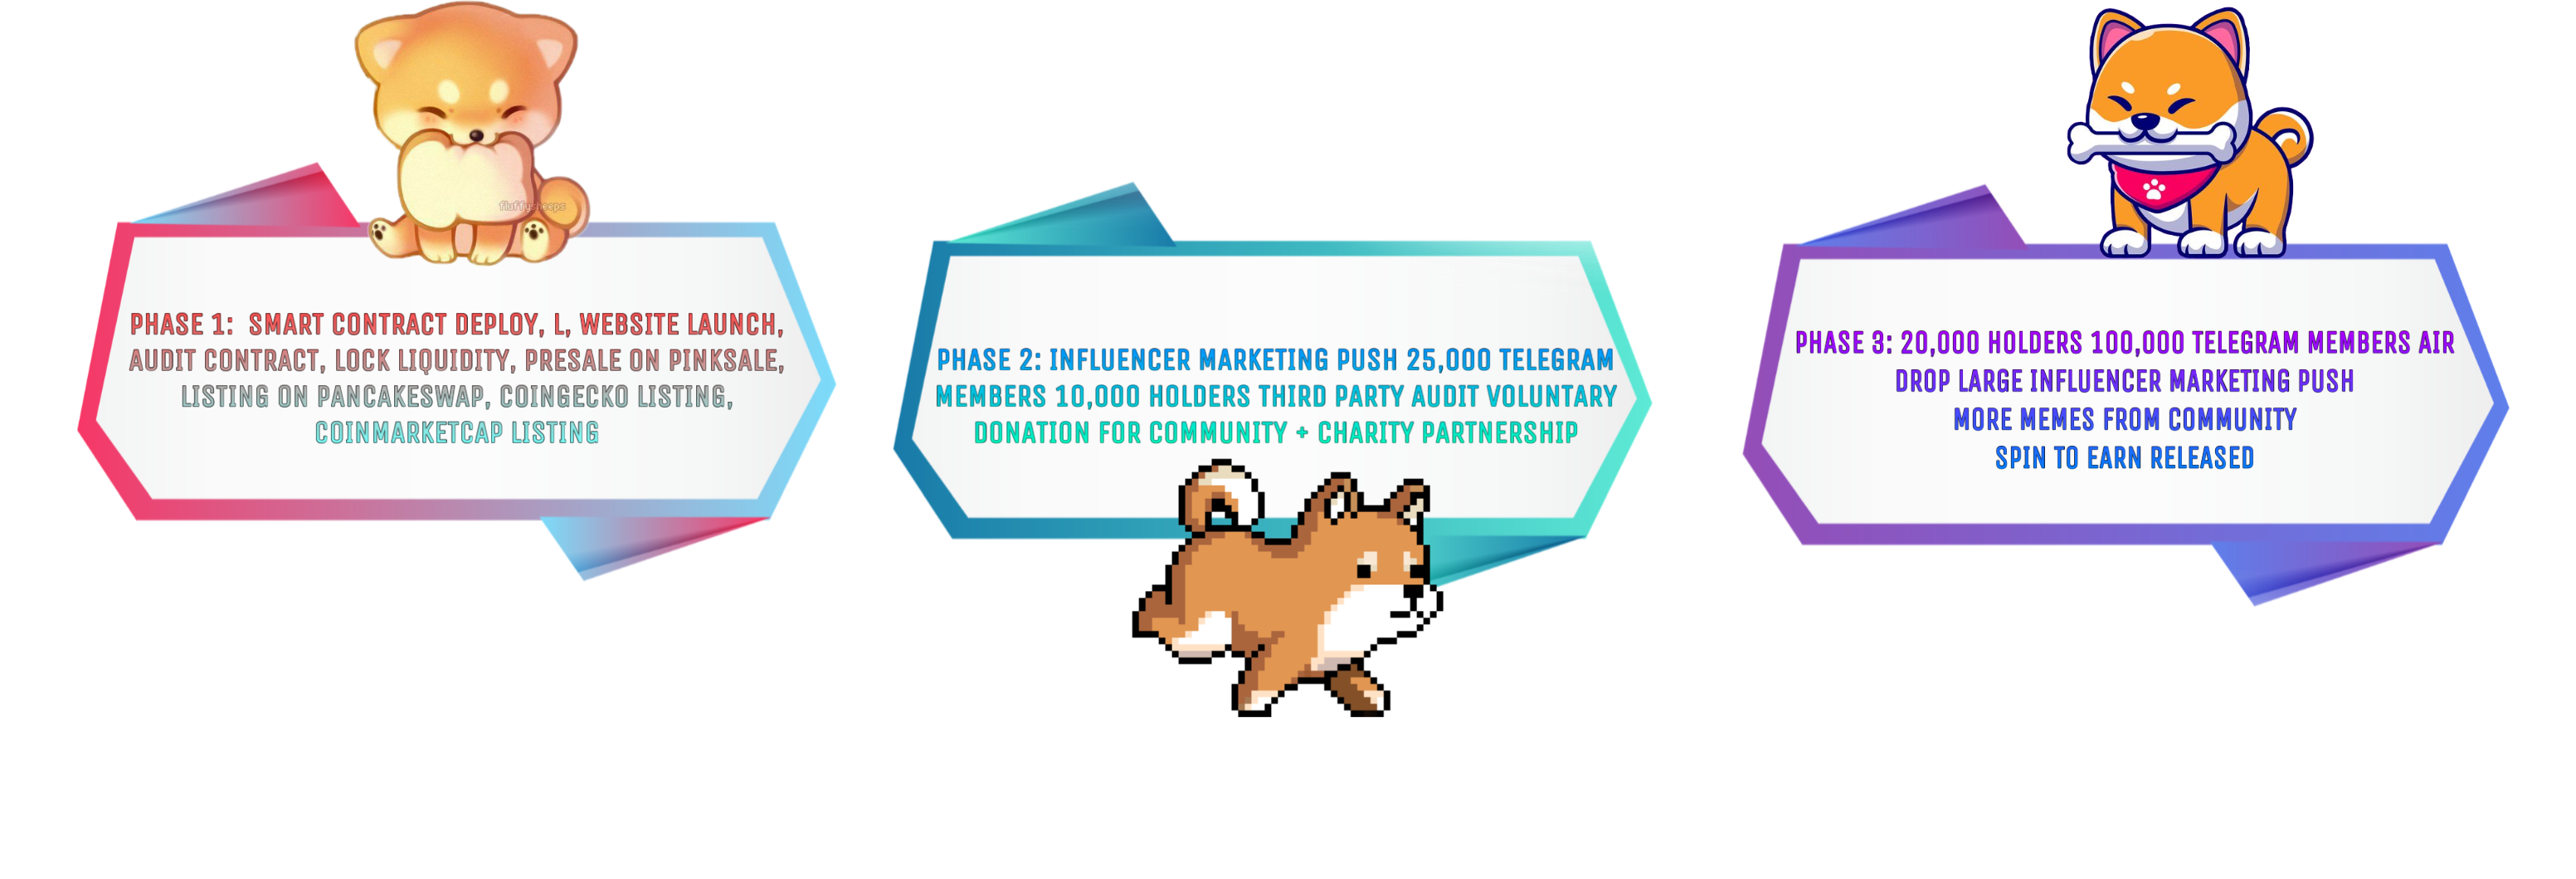 fluffysheeps
PHASE 1: SMART CONTRACT DEPLOY, L, WEBSITE LAUNCH,
AUDIT CONTRACT, LOCK LIQUIDITY, PRESALE ON PINKSALE,
LISTING ON PANCAKESWAP, COINGECKO LISTING,
COINMARKETCAP LISTING
PHASE 2: INFLUENCER MARKETING PUSH 25,000 TELEGRAM
MEMBERS 10,000 HOLDERS THIRD PARTY AUDIT VOLUNTARY
DONATION FOR COMMUNITY + CHARITY PARTNERSHIP
PHASE 3: 20,000 HOLDERS 100,000 TELEGRAM MEMBERS AIR
DROP LARGE INFLUENCER MARKETING PUSH
MORE MEMES FROM COMMUNITY
SPIN TO EARN RELEASED